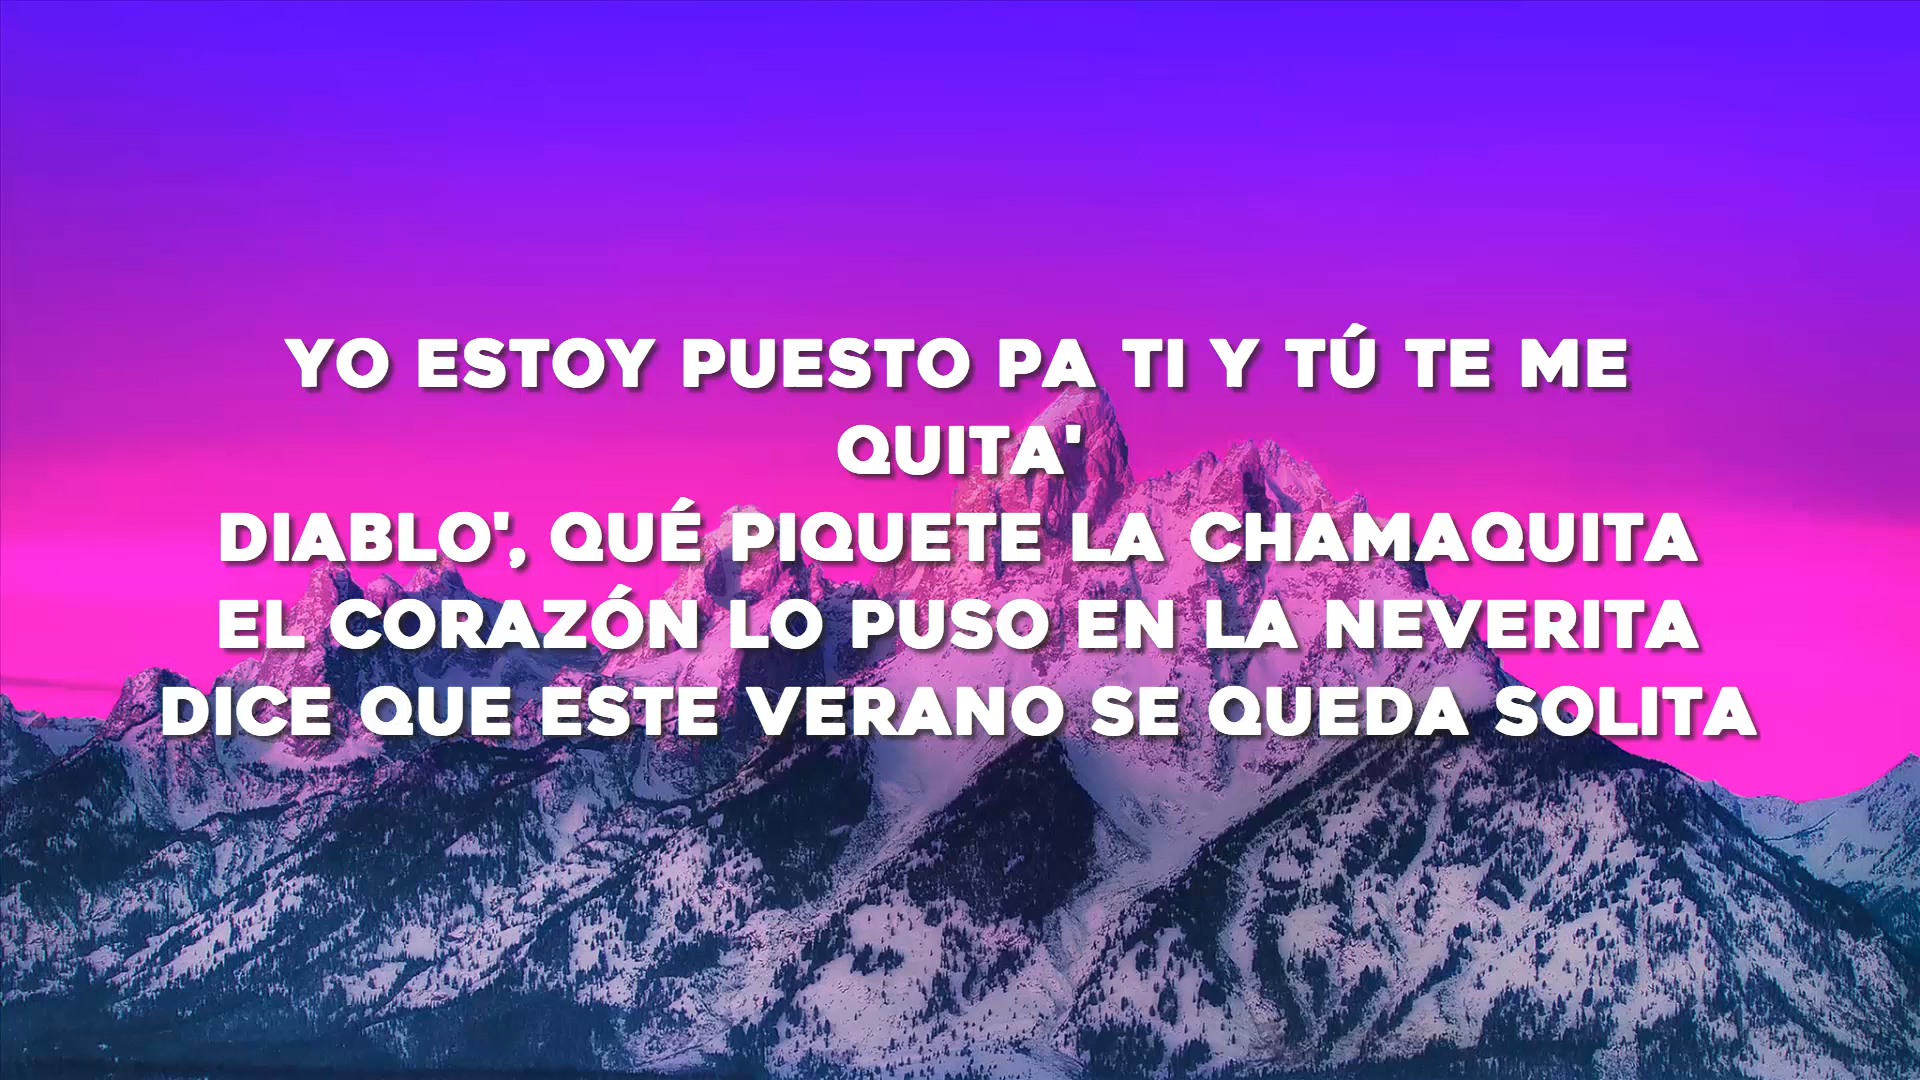 YO ESTOY PUESTO PA TI Y TÚ TE ME
QUITA'
DIABLO', QUÉ PIQUETE LA CHAMAQUITA
EL CORAZÓN LO PUSO EN LA NEVERITA
DICE QUE ESTE VERANO SE QUEDA SOLITA